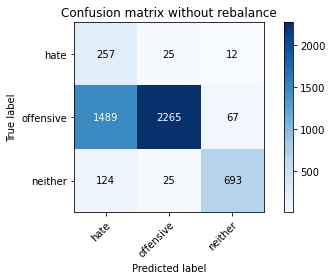 Confusion matrix without rebalance
hate 257 25 12
offensive 1489 2265 67
neither 124 25 693
hate offensive neither
True label
Predicted label
2000
1500
1000
500